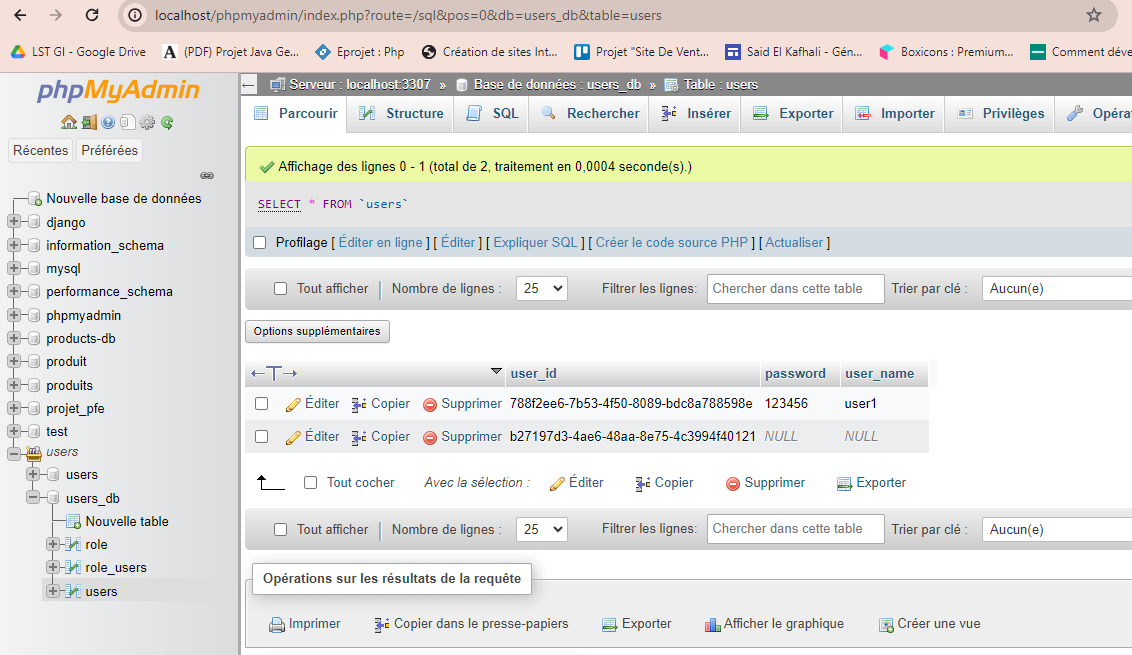 localhost/phpmyadmin/index.php?route=/sql&pos=0&db=users_db&table=users
LST GI - Google Drive
(PDF) Projet Java Ge...
Eprojet : Php
Création de sites Int...
Projet "Site De Vent...
Said El Kafhali - Gén...
Boxicons : Premium...
Comment déve
phpMyAdmin
Récentes
Préférées
Nouvelle base de données
django
information_schema
mysql
performance_schema
phpmyadmin
products-db
produit
produits
projet_pfe
test
users
users
users_db
Nouvelle table
role
role_users
users
Serveur : localhost:3307 » Base de données : users_db » Table : users
Parcourir
Structure
SQL
Rechercher
Insérer
Exporter
Importer
Privilèges
Opéra
Affichage des lignes 0 - 1 (total de 2, traitement en 0,0004 seconde(s).)
SELECT * FROM `users`
Profilage [ Éditer en ligne ] [ Éditer ] [ Expliquer SQL ] [ Créer le code source PHP ] [ Actualiser ]
Tout afficher | Nombre de lignes : 25 Filtrer les lignes: Chercher dans cette table Trier par clé : Aucun(e)
Options supplémentaires
←T→ user_id password user_name
Éditer Copier Supprimer 788f2ee6-7b53-4f50-8089-bdc8a788598e 123456 user1
Éditer Copier Supprimer b27197d3-4ae6-48aa-8e75-4c3994f40121 NULL NULL
Tout cocher Avec la sélection : Éditer Copier Supprimer Exporter
Tout afficher | Nombre de lignes : 25 Filtrer les lignes: Chercher dans cette table Trier par clé : Aucun(e)
Opérations sur les résultats de la requête
Imprimer Copier dans le presse-papiers Exporter Afficher le graphique Créer une vue